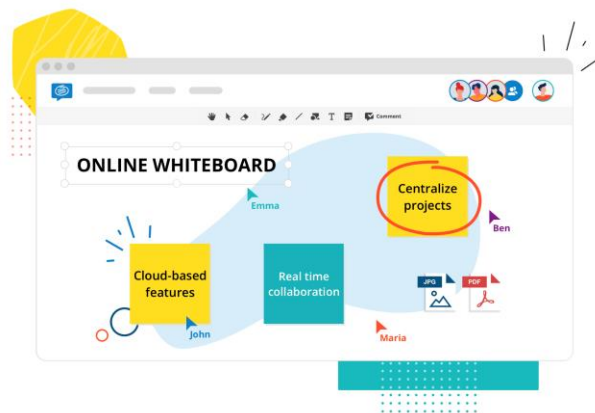 Comment
ONLINE WHITEBOARD
Emma
Centralize
projects
Ben
Cloud-based
features
John
Real time
collaboration
JPG
PDF
Maria